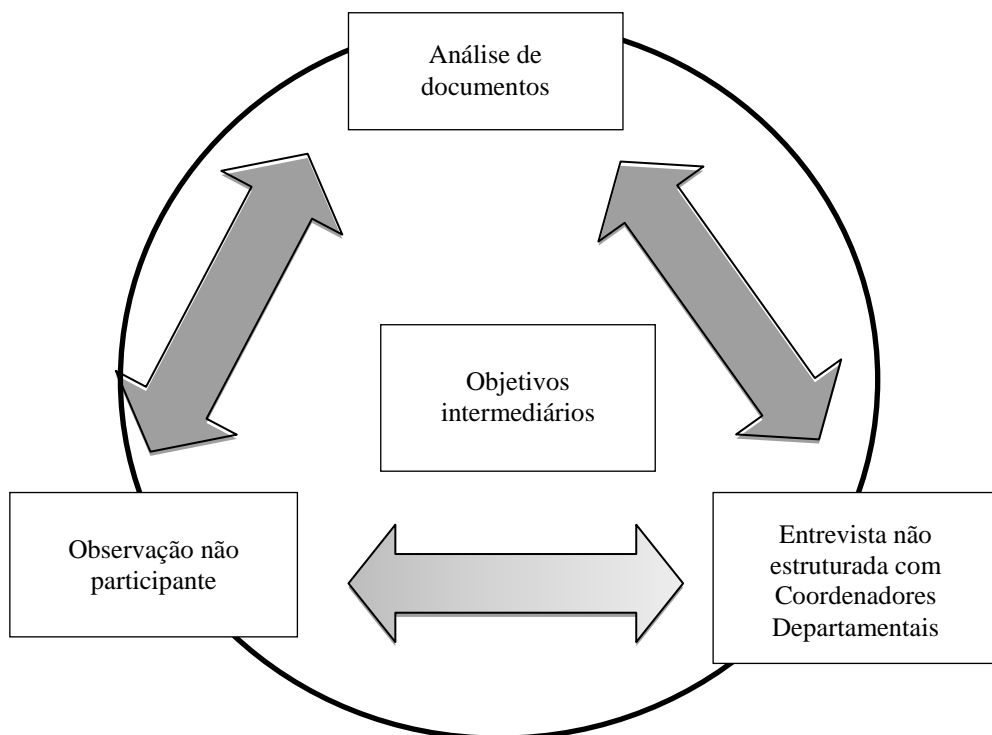 Análise de
documentos
Objetivos
intermediários
Observação não
participante
Entrevista não
estruturada com
Coordenadores
Departamentais